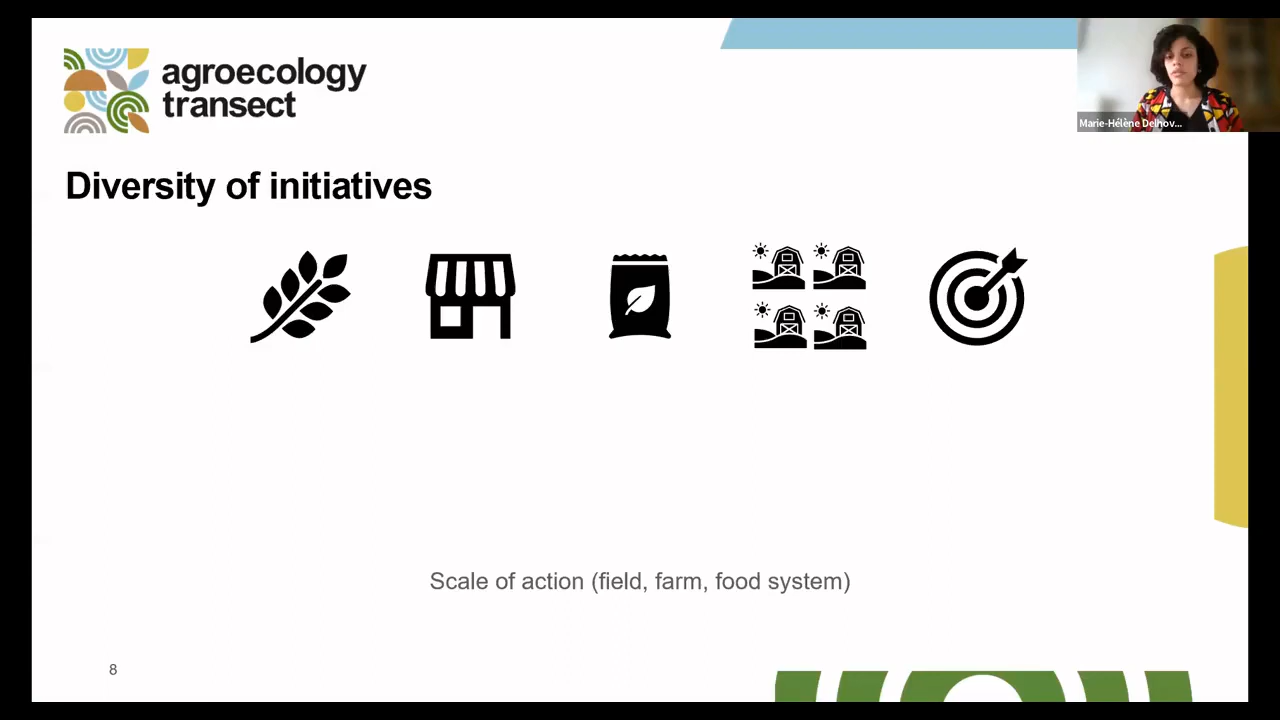 agroecology
transect
Marie-Hélène Delhov...
Diversity of initiatives
Scale of action (field, farm, food system)
8